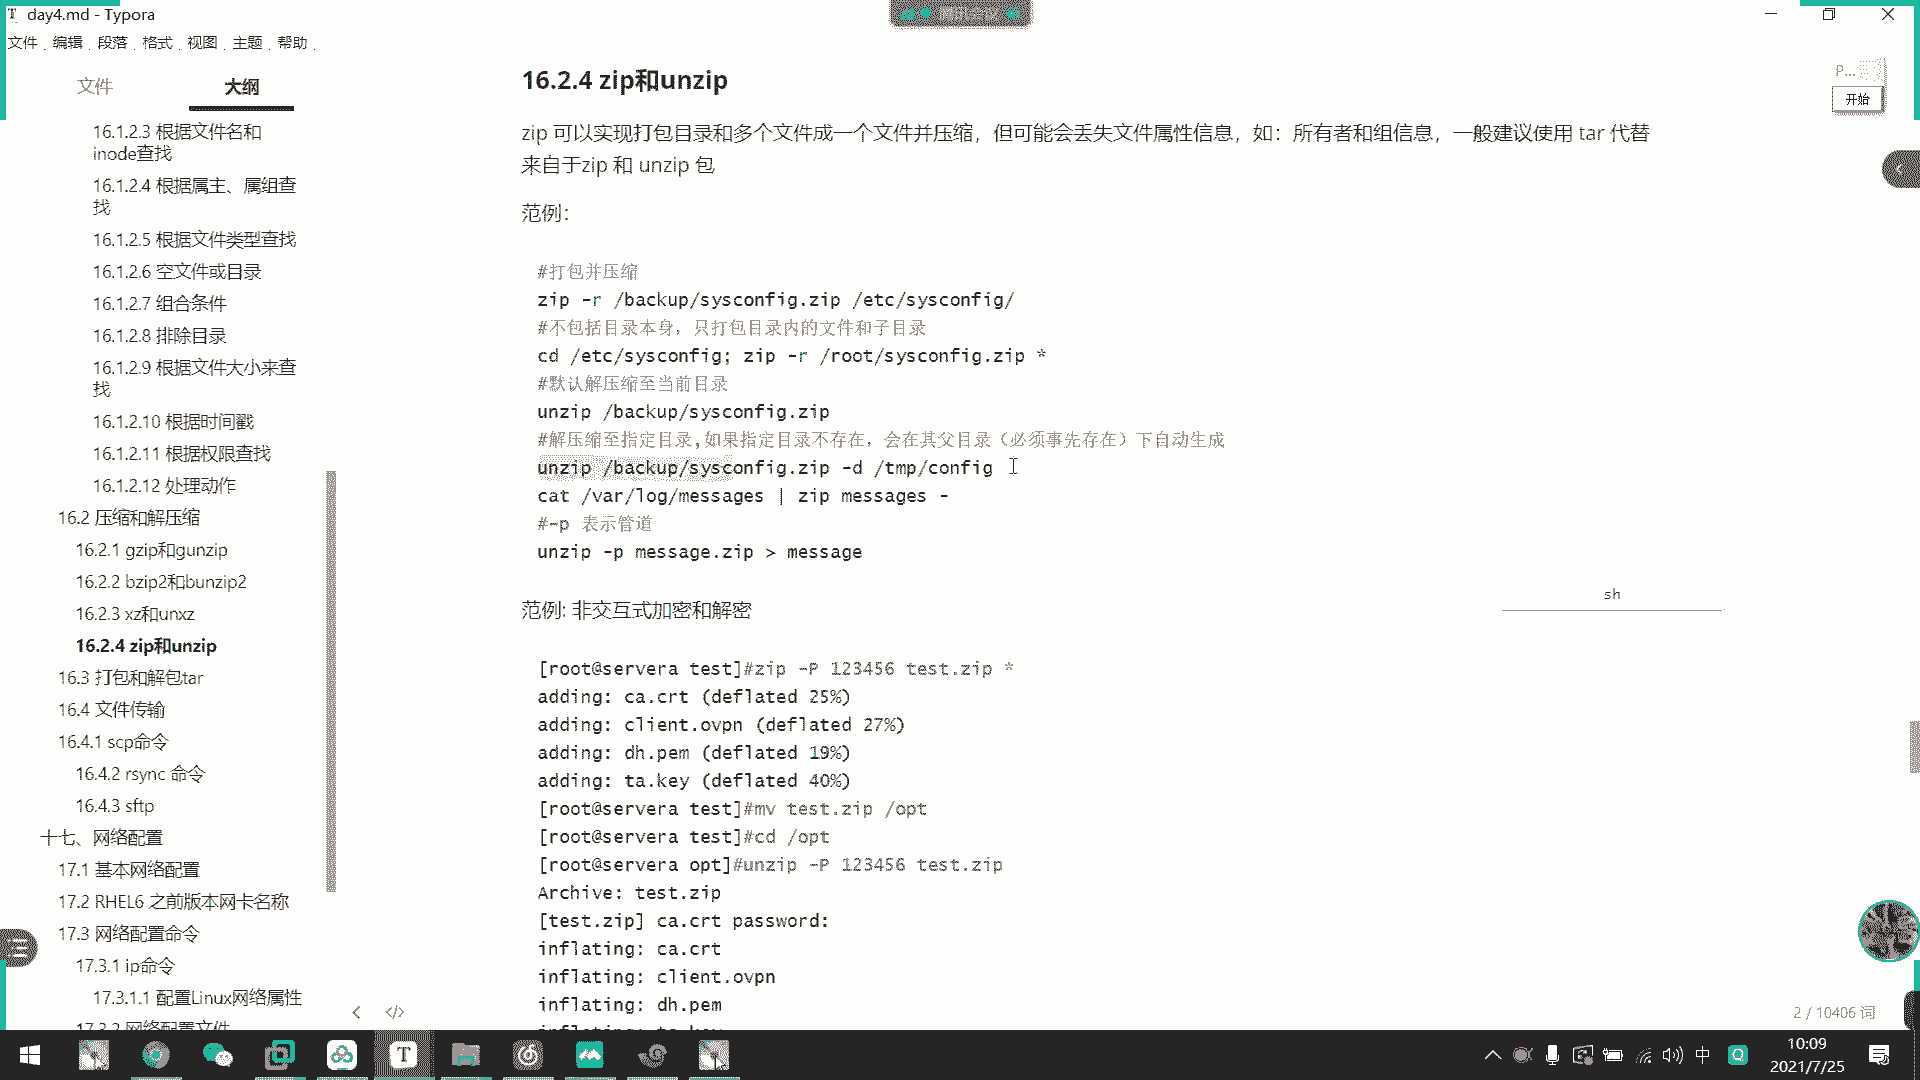 day4.md - Typora
腾讯会议
文件 编辑 段落 格式 视图 主题 帮助
文件 大纲
16.1.2.3 根据文件名和
inode查找
16.1.2.4 根据属主、属组查
找
16.1.2.5 根据文件类型查找
16.1.2.6 空文件或目录
16.1.2.7 组合条件
16.1.2.8 排除目录
16.1.2.9 根据文件大小来查
找
16.1.2.10 根据时间戳
16.1.2.11 根据权限查找
16.1.2.12 处理动作
16.2 压缩和解压缩
16.2.1 gzip和gunzip
16.2.2 bzip2和bunzip2
16.2.3 xz和unxz
16.2.4 zip和unzip
16.3 打包和解包tar
16.4 文件传输
16.4.1 scp命令
16.4.2 rsync 命令
16.4.3 sftp
十七、网络配置
17.1 基本网络配置
17.2 RHEL6 之前版本网卡名称
17.3 网络配置命令
17.3.1 ip命令
17.3.1.1 配置Linux网络属性
17.3.2 网络配置文件
16.2.4 zip和unzip
zip 可以实现打包目录和多个文件成一个文件并压缩，但可能会丢失文件属性信息，如：所有者和组信息，一般建议使用 tar 代替
来自于zip 和 unzip 包
范例：
#打包并压缩
zip -r /backup/sysconfig.zip /etc/sysconfig/
#不包括目录本身，只打包目录内的文件和子目录
cd /etc/sysconfig; zip -r /root/sysconfig.zip *
#默认解压缩至当前目录
unzip /backup/sysconfig.zip
#解压缩至指定目录,如果指定目录不存在，会在其父目录（必须事先存在）下自动生成
unzip /backup/sysconfig.zip -d /tmp/config
cat /var/log/messages | zip messages -
#-p 表示管道
unzip -p message.zip > message
sh
范例: 非交互式加密和解密
[root@servera test]#zip -P 123456 test.zip *
adding: ca.crt (deflated 25%)
adding: client.ovpn (deflated 27%)
adding: dh.pem (deflated 19%)
adding: ta.key (deflated 40%)
[root@servera test]#mv test.zip /opt
[root@servera test]#cd /opt
[root@servera opt]#unzip -P 123456 test.zip
Archive: test.zip
[test.zip] ca.crt password:
inflating: ca.crt
inflating: client.ovpn
inflating: dh.pem
inflating: ta.key
P...
开始
2 / 10406 词
中
10:09
2021/7/25